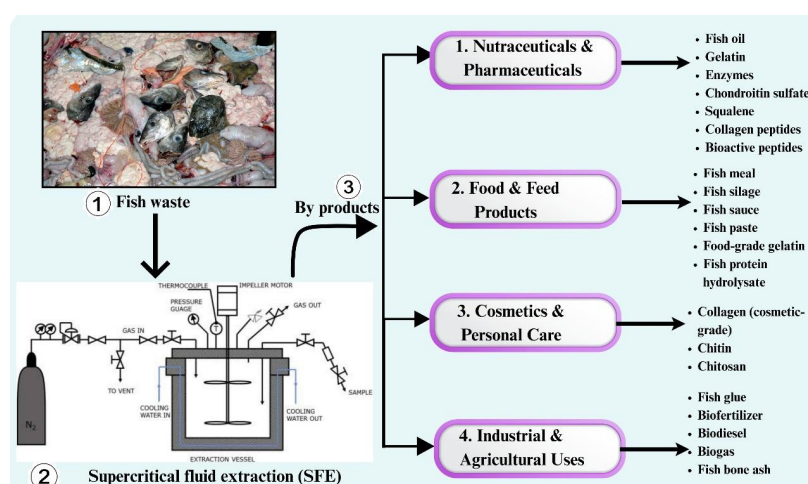 1 Fish waste
THERMOCOUPLE
IMPELLER MOTOR
PRESSURE
GUAGE
GAS OUT
GAS IN
T
TO VENT
SAMPLE
N2
COOLING
WATER IN
COOLING
WATER OUT
EXTRACTION VESSEL
2 Supercritical fluid extraction (SFE)
3
By products
1. Nutraceuticals &
Pharmaceuticals
• Fish oil
• Gelatin
• Enzymes
• Chondroitin sulfate
• Squalene
• Collagen peptides
• Bioactive peptides
2. Food & Feed
Products
• Fish meal
• Fish silage
• Fish sauce
• Fish paste
• Food-grade gelatin
• Fish protein
hydrolysate
3. Cosmetics &
Personal Care
• Collagen (cosmetic-
grade)
• Chitin
• Chitosan
4. Industrial &
Agricultural Uses
• Fish glue
• Biofertilizer
• Biodiesel
• Biogas
• Fish bone ash